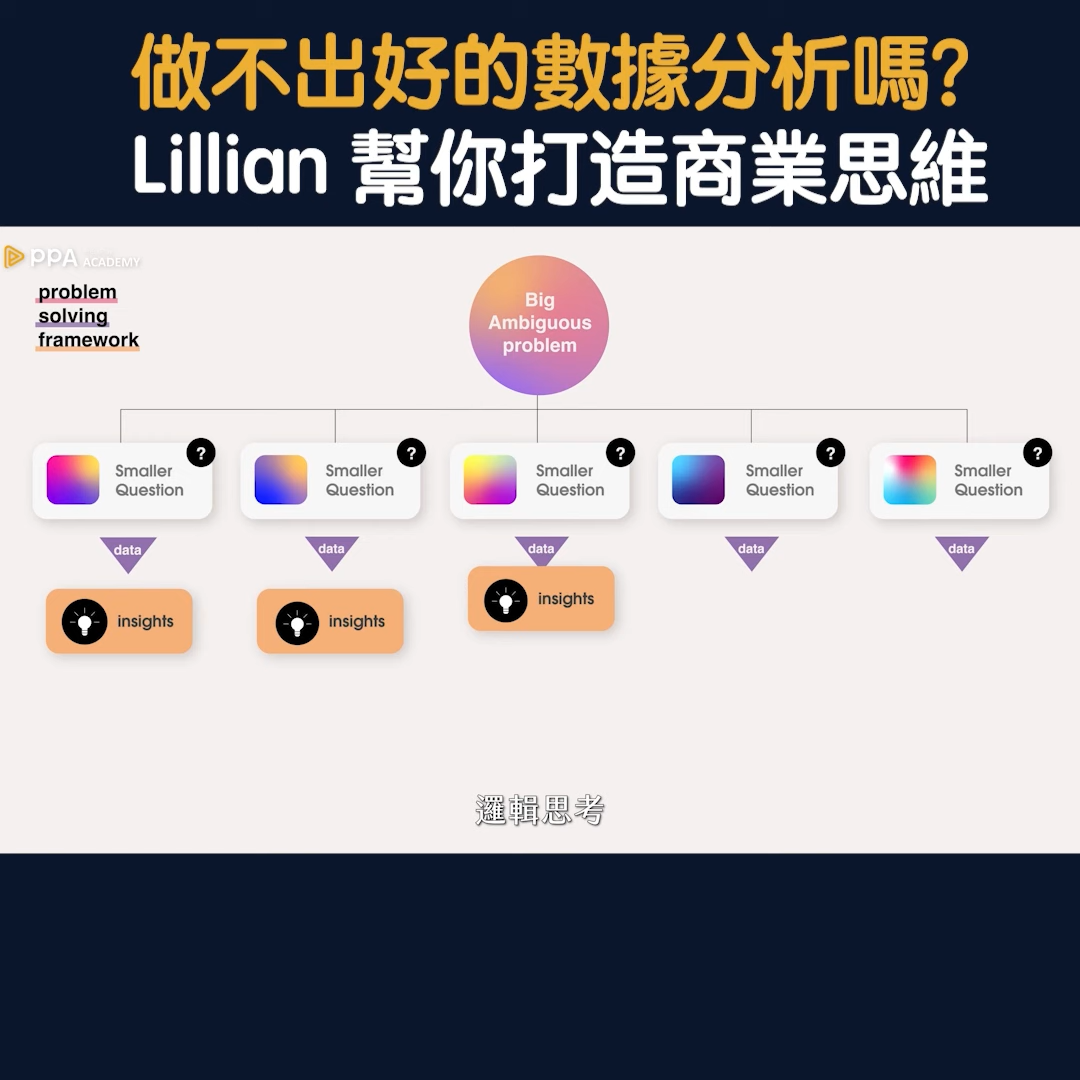 做不出好的數據分析嗎?
Lillian 幫你打造商業思維
PPA ACADEMY
problem
solving
framework
Big
Ambiguous
problem
?
Smaller
Question
?
Smaller
Question
?
Smaller
Question
?
Smaller
Question
?
Smaller
Question
data
data
data
data
data
insights
insights
insights
邏輯思考